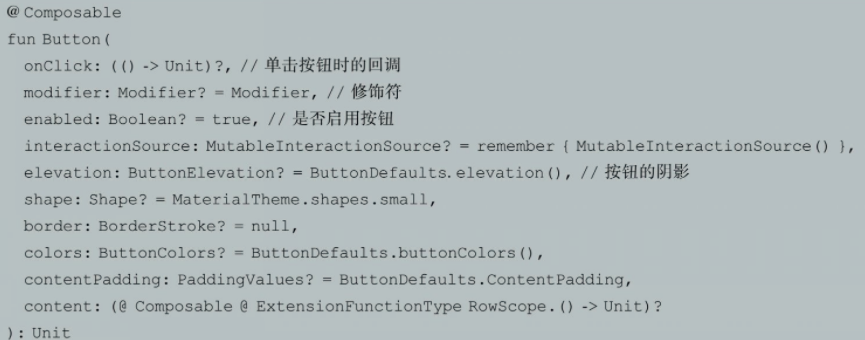 @ Composable
fun Button(
  onClick: (() -> Unit)?, // 单击按钮时的回调
  modifier: Modifier? = Modifier, // 修饰符
  enabled: Boolean? = true, // 是否启用按钮
  interactionSource: MutableInteractionSource? = remember { MutableInteractionSource() },
  elevation: ButtonElevation? = ButtonDefaults.elevation(), // 按钮的阴影
  shape: Shape? = MaterialTheme.shapes.small,
  border: BorderStroke? = null,
  colors: ButtonColors? = ButtonDefaults.buttonColors(),
  contentPadding: PaddingValues? = ButtonDefaults.ContentPadding,
  content: (@ Composable @ ExtensionFunctionType RowScope.() -> Unit)?
): Unit